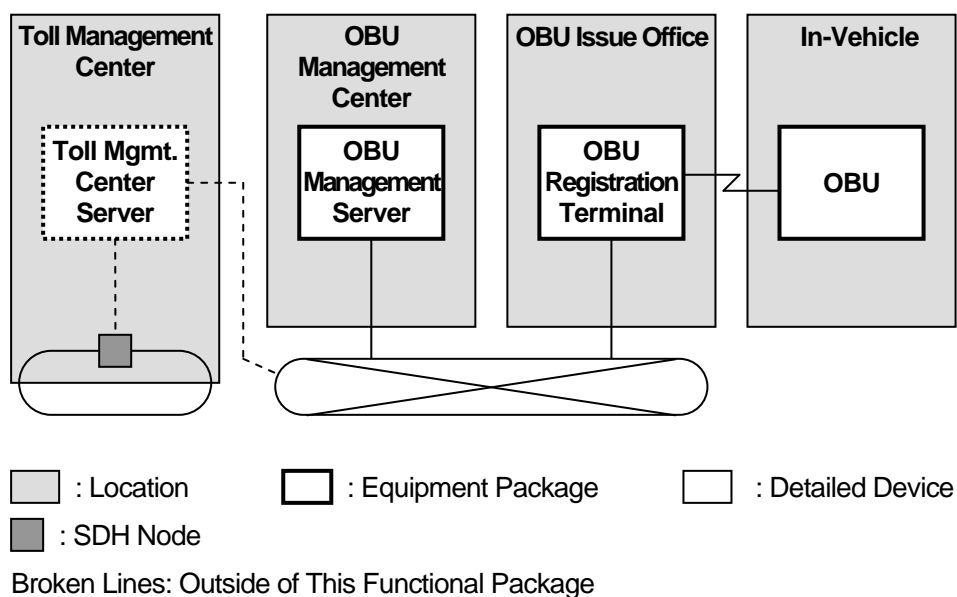 Toll Management
Center
OBU
Management
Center
OBU Issue Office
In-Vehicle
Toll Mgmt.
Center
Server
OBU
Management
Server
OBU
Registration
Terminal
OBU
: Location
: Equipment Package
: Detailed Device
: SDH Node
Broken Lines: Outside of This Functional Package